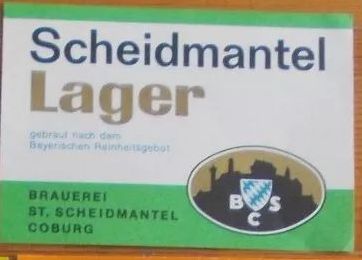 Scheidmantel
Lager
gebraut nach dem
Bayerischen Reinheitsgebot
BRAUEREI
ST. SCHEIDMANTEL
COBURG
B S
C